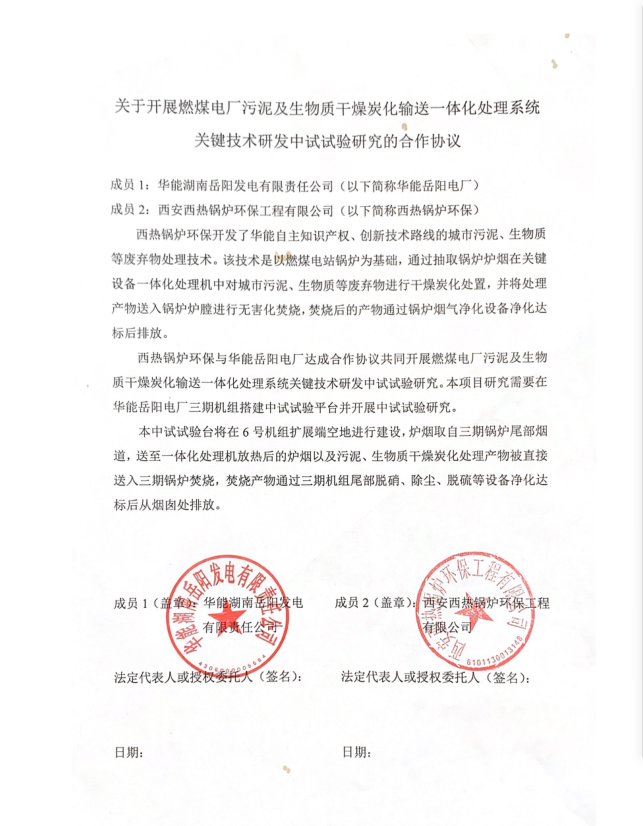 关于开展燃煤电厂污泥及生物质干燥炭化输送一体化处理系统
关键技术研发中试试验研究的合作协议
成员 1：华能湖南岳阳发电有限责任公司（以下简称华能岳阳电厂）
成员 2：西安西热锅炉环保工程有限公司（以下简称西热锅炉环保）
西热锅炉环保开发了华能自主知识产权、创新技术路线的城市污泥、生物质
等废弃物处理技术。该技术是以燃煤电站锅炉为基础，通过抽取锅炉炉烟在关键
设备一体化处理机中对城市污泥、生物质等废弃物进行干燥炭化处置，并将处理
产物送入锅炉炉膛进行无害化焚烧，焚烧后的产物通过锅炉烟气净化设备净化达
标后排放。
西热锅炉环保与华能岳阳电厂达成合作协议共同开展燃煤电厂污泥及生物
质干燥炭化输送一体化处理系统关键技术研发中试试验研究。本项目研究需要在
华能岳阳电厂三期机组搭建中试试验平台并开展中试试验研究。
本中试试验台将在 6 号机组扩展端空地进行建设，炉烟取自三期锅炉尾部烟
道，送至一体化处理机放热后的炉烟以及污泥、生物质干燥炭化处理产物被直接
送入三期锅炉焚烧，焚烧产物通过三期机组尾部脱硝、除尘、脱硫等设备净化达
标后从烟囱处排放。
成员 1（盖章）：华能湖南岳阳发电
有限责任公司
华能湖南岳阳发电有限责任公司
成员 2（盖章）：西安西热锅炉环保工程
有限公司
西安西热锅炉环保工程有限公司
6101130013148
法定代表人或授权委托人（签名）：
法定代表人或授权委托人（签名）：
日期：
日期：